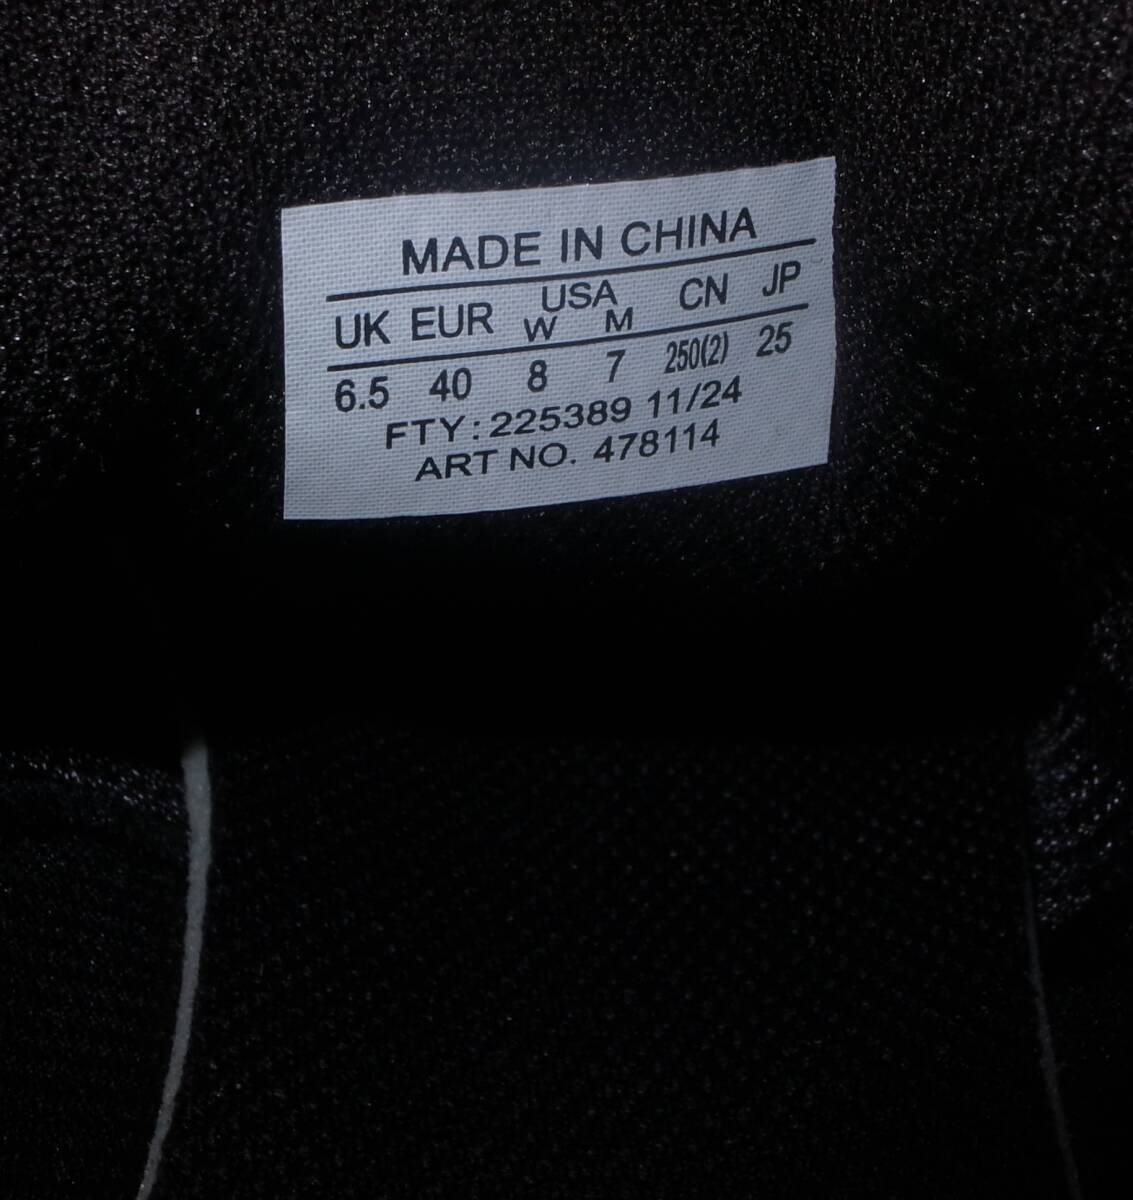 MADE IN CHINA
UK EUR USA CN JP
W M
6.5 40 8 7 250(2) 25
FTY: 225389 11/24
ART NO. 478114